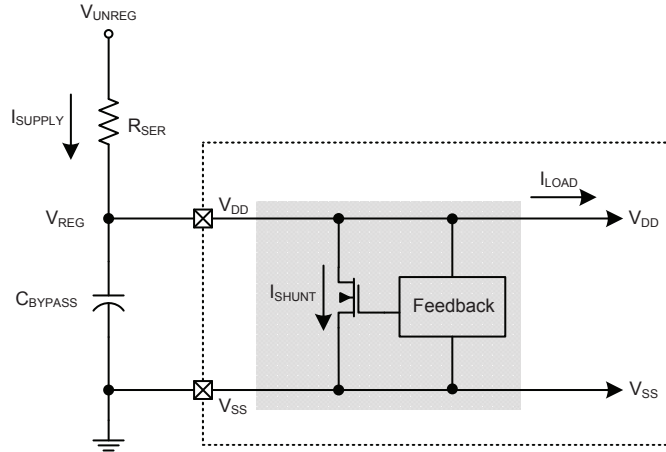 VUNREG
ISUPPLY
RSER
ILOAD
VREG
VDD
VDD
ISHUNT
CBYPASS
Feedback
VSS
VSS